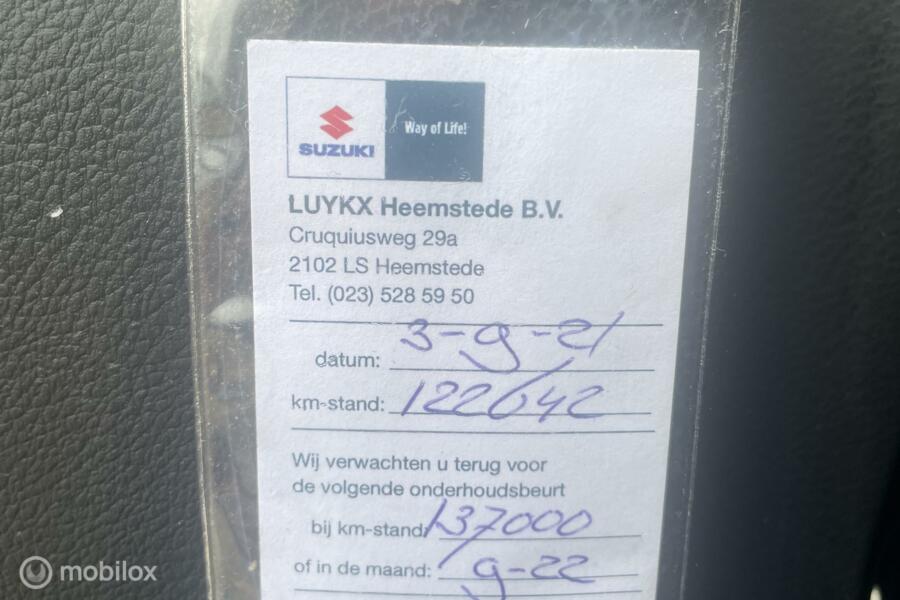 SUZUKI
Way of Life!
LUYKX Heemstede B.V.
Cruquiusweg 29a
2102 LS Heemstede
Tel. (023) 528 59 50
datum: 3-9-21
km-stand: 122642
Wij verwachten u terug voor
de volgende onderhoudsbeurt
bij km-stand: 137000
of in de maand: 9-22
mobilox